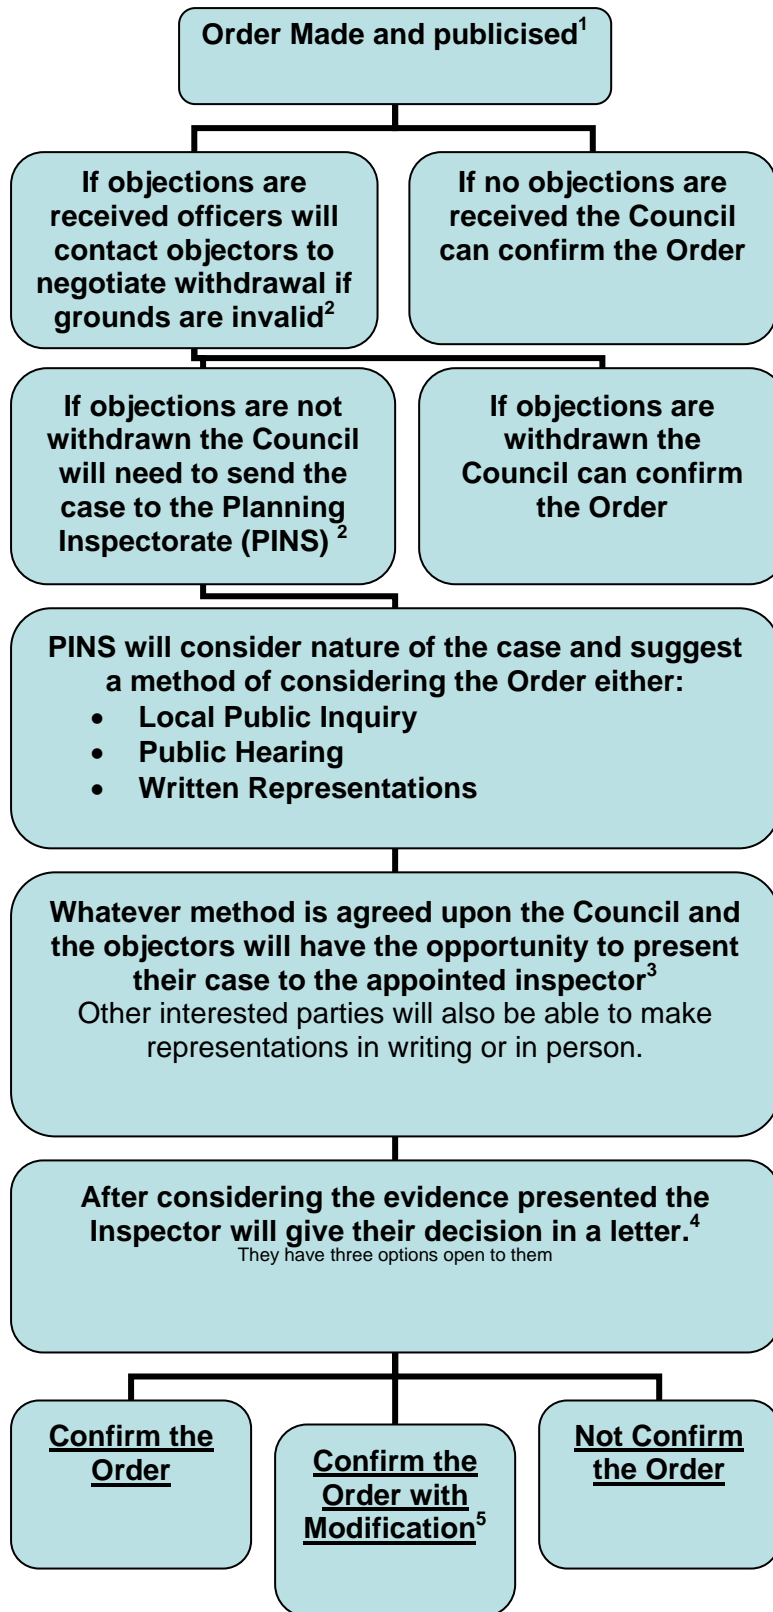 Order Made and publicised1
If objections are
received officers will
contact objectors to
negotiate withdrawal if
grounds are invalid2
If no objections are
received the Council
can confirm the Order
If objections are not
withdrawn the Council
will need to send the
case to the Planning
Inspectorate (PINS) 2
If objections are
withdrawn the
Council can confirm
the Order
PINS will consider nature of the case and suggest
a method of considering the Order either:
• Local Public Inquiry
• Public Hearing
• Written Representations
Whatever method is agreed upon the Council and
the objectors will have the opportunity to present
their case to the appointed inspector3
Other interested parties will also be able to make
representations in writing or in person.
After considering the evidence presented the
Inspector will give their decision in a letter.4
They have three options open to them
Confirm the
Order
Confirm the
Order with
Modification5
Not Confirm
the Order